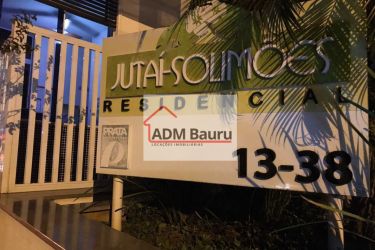 JUTAÍ-SOLIMÕES
RESIDENCIAL
PRATA
ADM Bauru
LOCAÇÕES IMOBILIÁRIAS
13-38